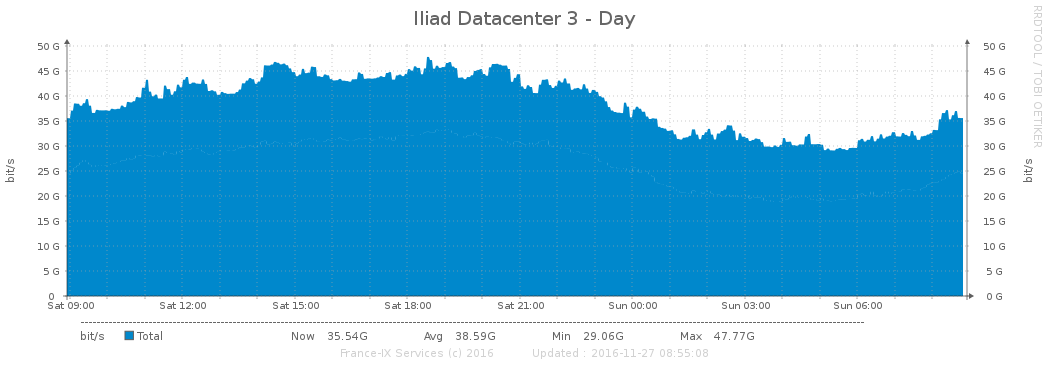 Iliad Datacenter 3 - Day
RRDTOOL / TOBI OETIKER
bit/s
50 G
45 G
40 G
35 G
30 G
25 G
20 G
15 G
10 G
5 G
0
50 G
45 G
40 G
35 G
30 G
25 G
20 G
15 G
10 G
5 G
0 G
bit/s
Sat 09:00 Sat 12:00 Sat 15:00 Sat 18:00 Sat 21:00 Sun 00:00 Sun 03:00 Sun 06:00
bit/s Total Now 35.54G Avg 38.59G Min 29.06G Max 47.77G
France-IX Services (c) 2016 Updated : 2016-11-27 08:55:08